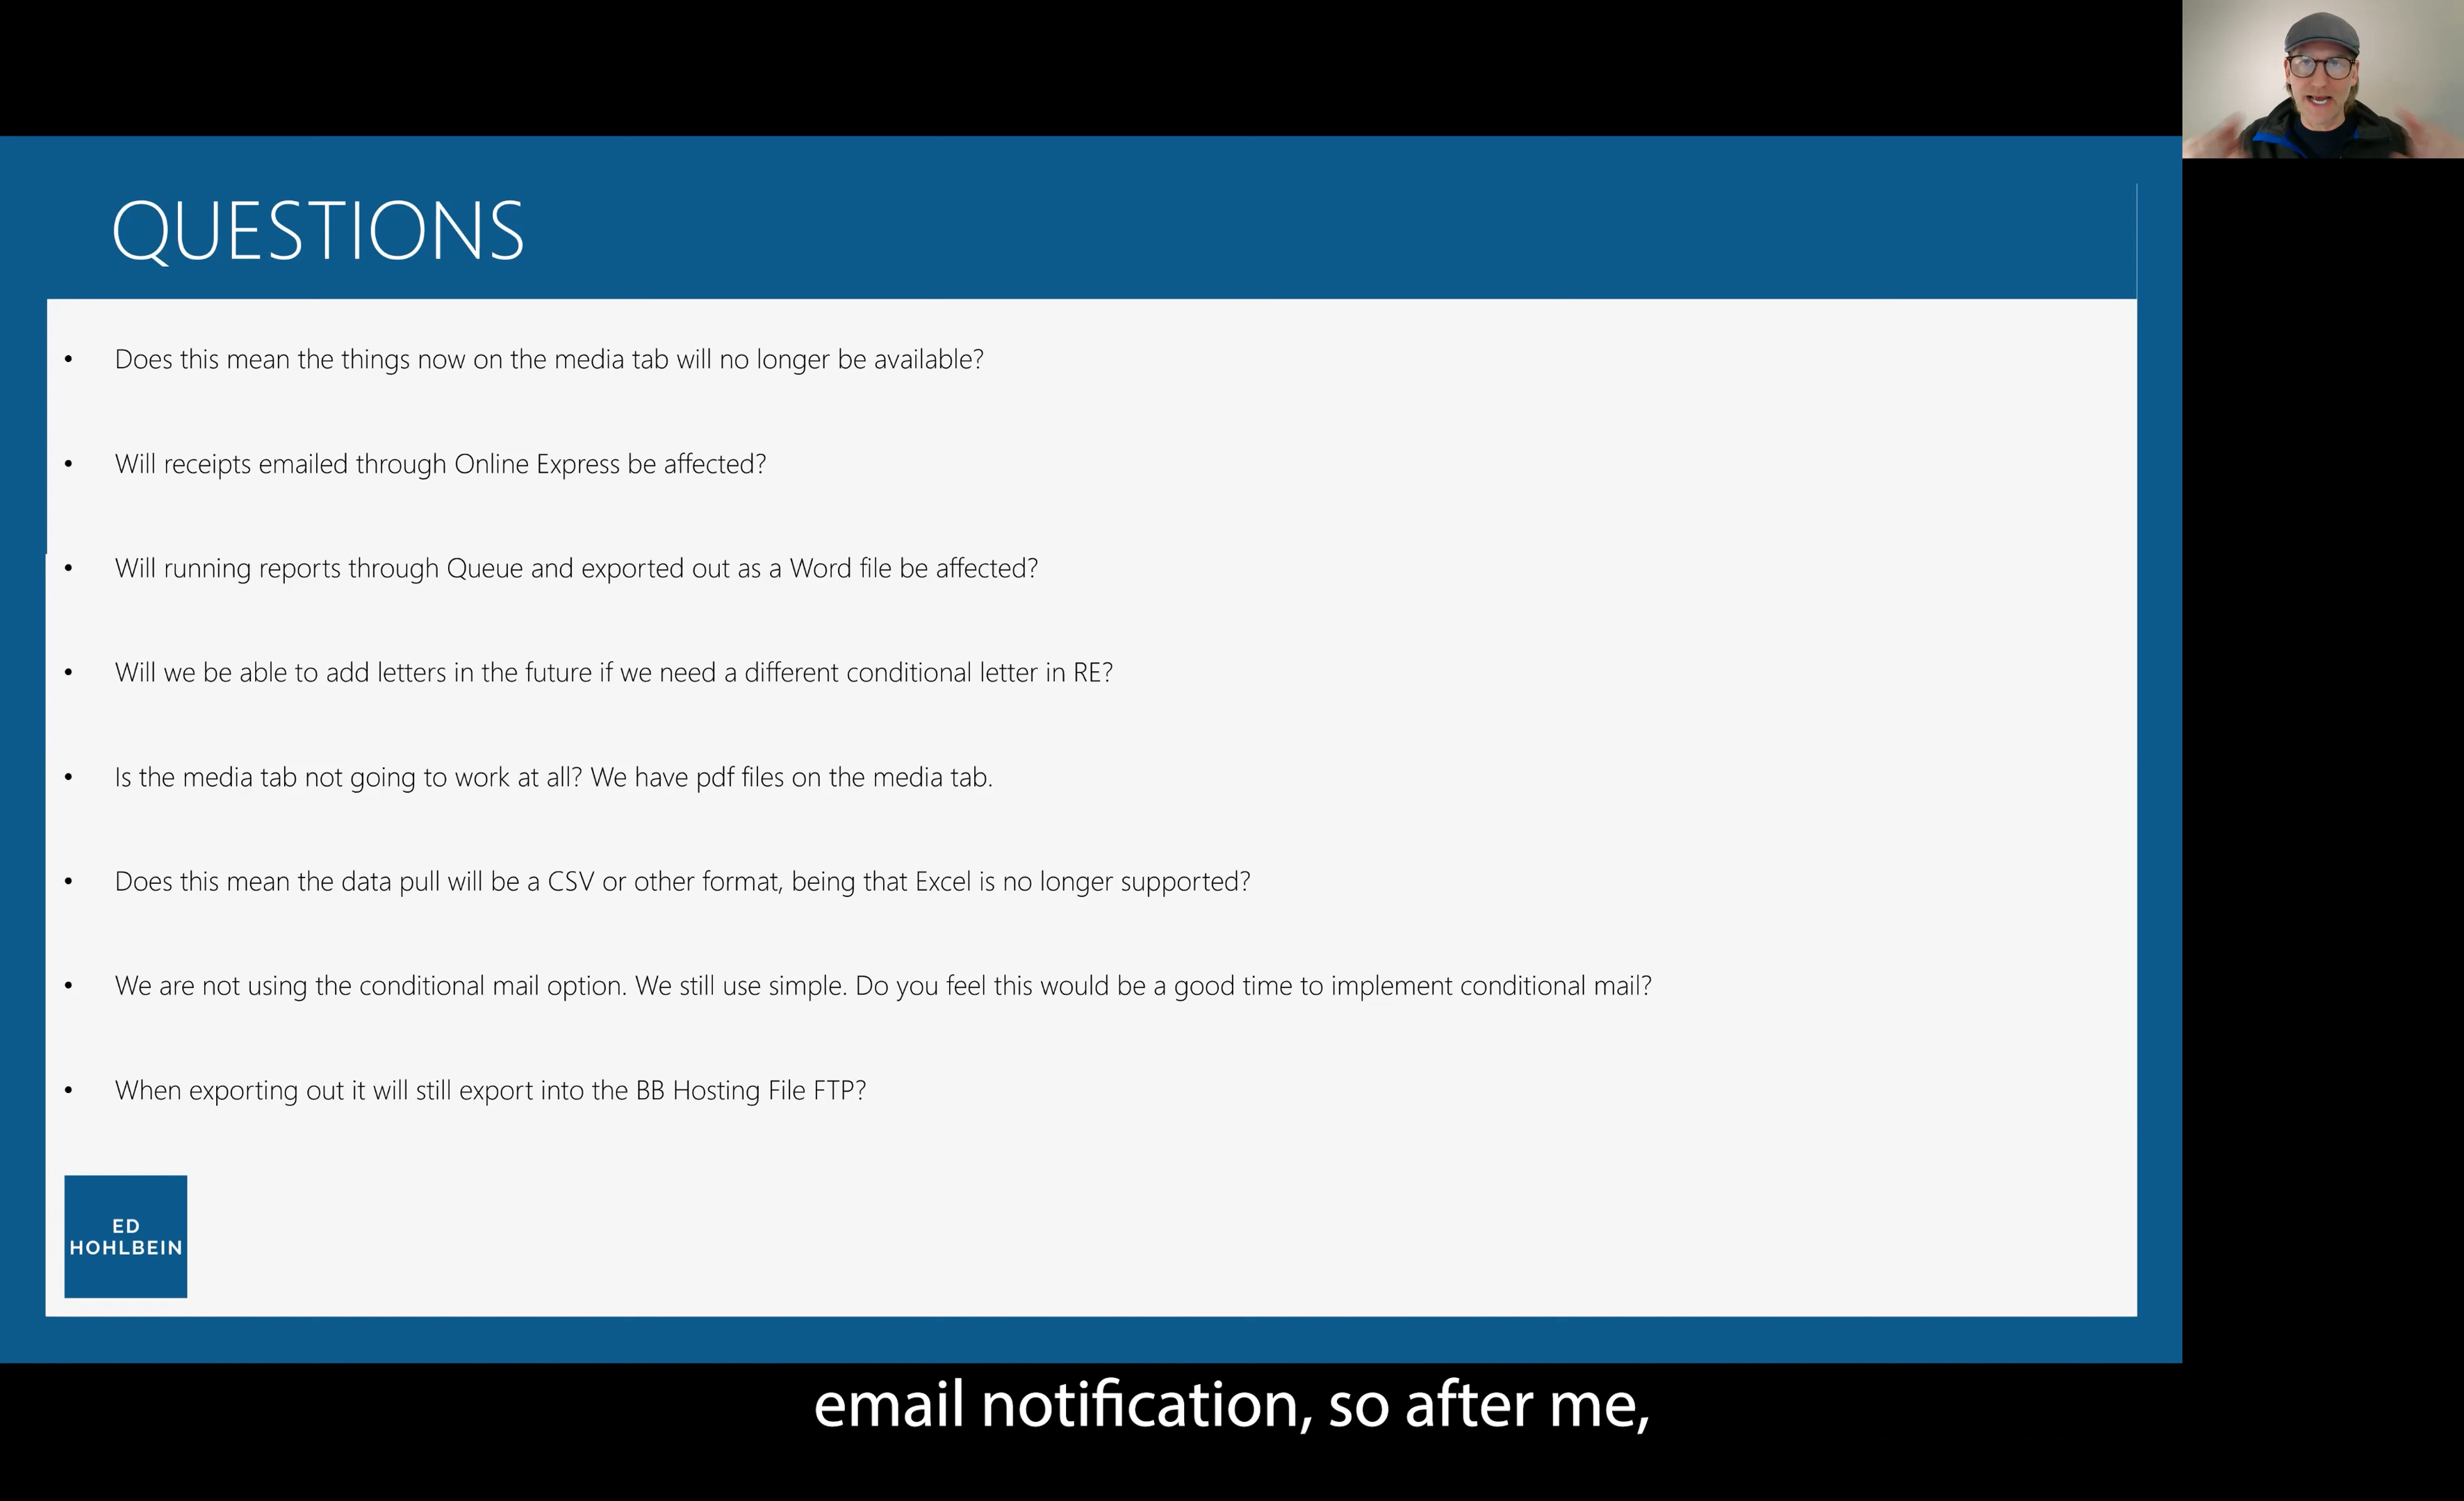 QUESTIONS
• Does this mean the things now on the media tab will no longer be available?
• Will receipts emailed through Online Express be affected?
• Will running reports through Queue and exported out as a Word file be affected?
• Will we be able to add letters in the future if we need a different conditional letter in RE?
• Is the media tab not going to work at all? We have pdf files on the media tab.
• Does this mean the data pull will be a CSV or other format, being that Excel is no longer supported?
• We are not using the conditional mail option. We still use simple. Do you feel this would be a good time to implement conditional mail?
• When exporting out it will still export into the BB Hosting File FTP?
ED
HOHLBEIN
email notification, so after me,